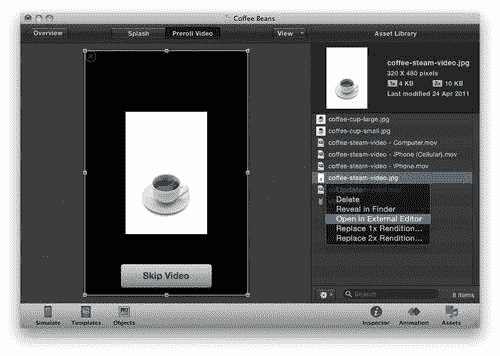 Coffee Beans
Overview
Splash
Preroll Video
View
Asset Library
coffee-steam-video.jpg
320 X 480 pixels
1x 4 KB 2x 10 KB
Last modified 24 Apr 2011
coffee-cup-large.jpg
coffee-cup-small.jpg
coffee-steam-video - Computer.mov
coffee-steam-video - iPhone (Cellular).mov
coffee-steam-video - iPhone.mov
coffee-steam-video.jpg
Update
Delete
Reveal in Finder
Open in External Editor
Replace 1x Rendition...
Replace 2x Rendition...
Skip Video
Search
8 items
Simulate
Templates
Objects
Inspector
Animation
Assets